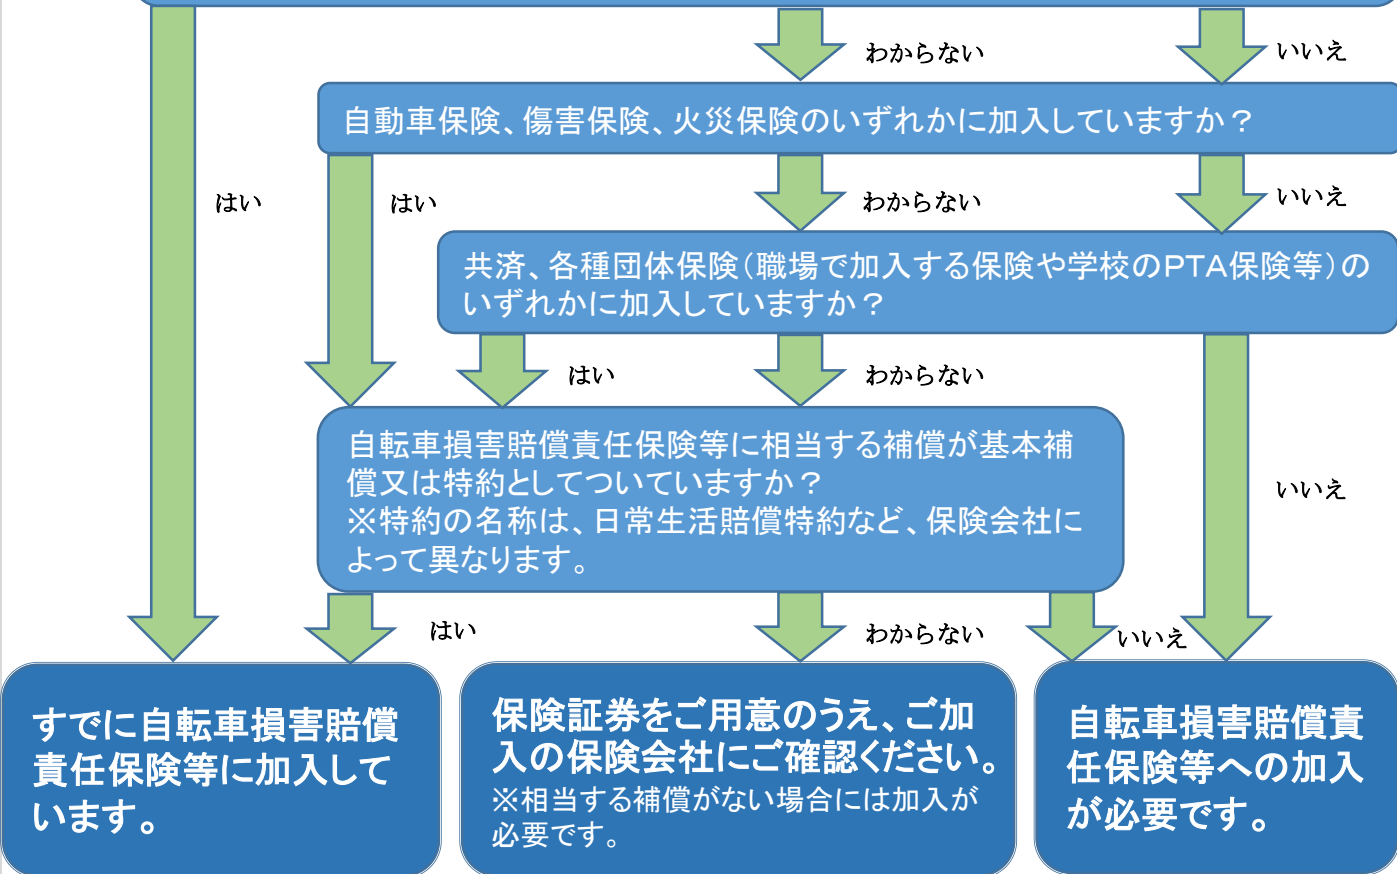 わからない
いいえ
自動車保険、傷害保険、火災保険のいずれかに加入していますか？
はい
はい
わからない
いいえ
共済、各種団体保険（職場で加入する保険や学校のＰＴＡ保険等）の
いずれかに加入していますか？
はい
わからない
いいえ
自転車損害賠償責任保険等に相当する補償が基本補
償又は特約としてついていますか？
※特約の名称は、日常生活賠償特約など、保険会社に
よって異なります。
はい
わからない
いいえ
すでに自転車損害賠償
責任保険等に加入して
います。
保険証券をご用意のうえ、ご加
入の保険会社にご確認ください。
※相当する補償がない場合には加入が
必要です。
自転車損害賠償責
任保険等への加入
が必要です。